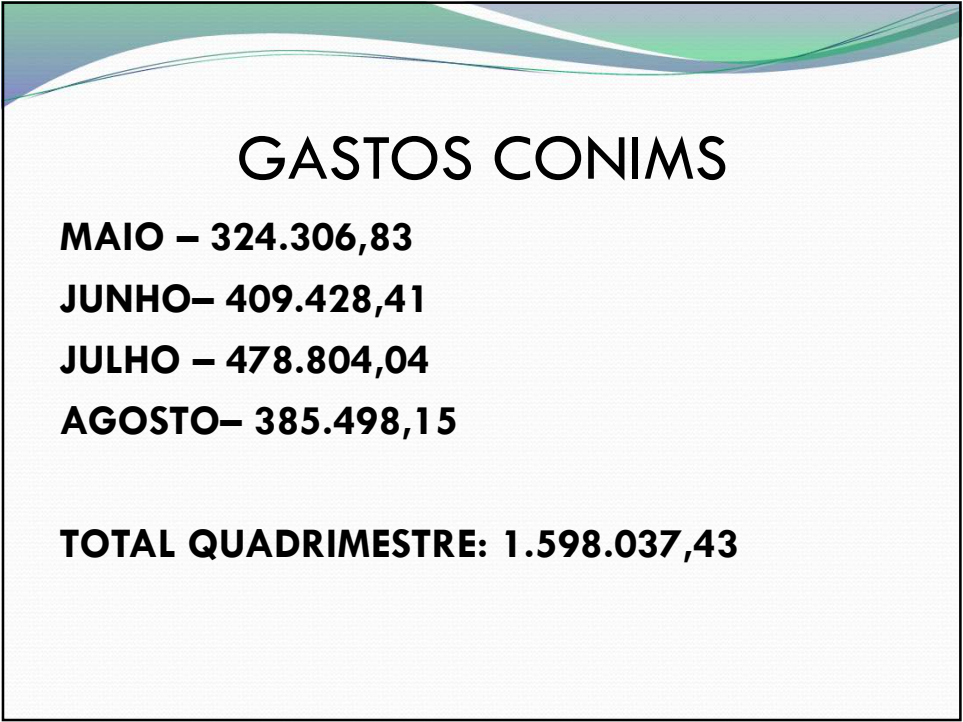 GASTOS CONIMS
MAIO – 324.306,83
JUNHO– 409.428,41
JULHO – 478.804,04
AGOSTO– 385.498,15
TOTAL QUADRIMESTRE: 1.598.037,43